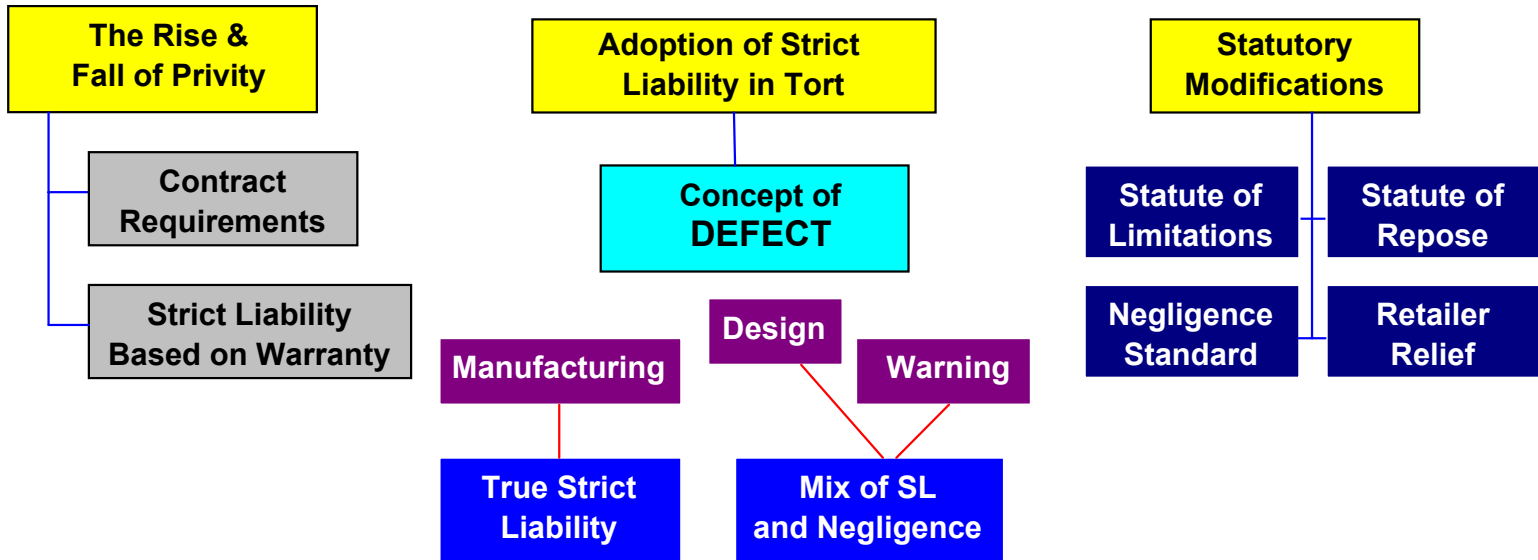 The Rise &
Fall of Privity
Contract
Requirements
Strict Liability
Based on Warranty
Adoption of Strict
Liability in Tort
Concept of
DEFECT
Manufacturing
Design
Warning
True Strict
Liability
Mix of SL
and Negligence
Statutory
Modifications
Statute of
Limitations
Statute of
Repose
Negligence
Standard
Retailer
Relief